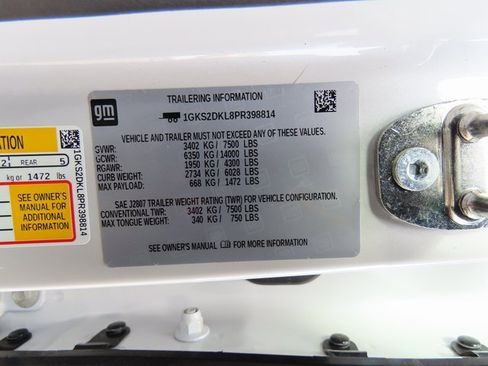 gm
TRAILERING INFORMATION
1GKS2DKL8PR398814
VEHICLE AND TRAILER MUST NOT EXCEED ANY OF THESE VALUES.
GVWR: 3402 KG / 7500 LBS
GCWR: 6350 KG / 14000 LBS
RGAWR: 1950 KG / 4300 LBS
CURB WEIGHT: 2734 KG / 6028 LBS
MAX PAYLOAD: 668 KG / 1472 LBS
SAE J2807 TRAILER WEIGHT RATING (TWR) FOR VEHICLE CONFIGURATION.
CONVENTIONAL TWR: 3402 KG / 7500 LBS
MAX TONGUE WEIGHT: 340 KG / 750 LBS
SEE OWNER'S MANUAL FOR MORE INFORMATION
REAR 5
kg or 1472 lbs.
SEE OWNER'S
MANUAL FOR
ADDITIONAL
INFORMATION
1GKS2DKL8PR398814